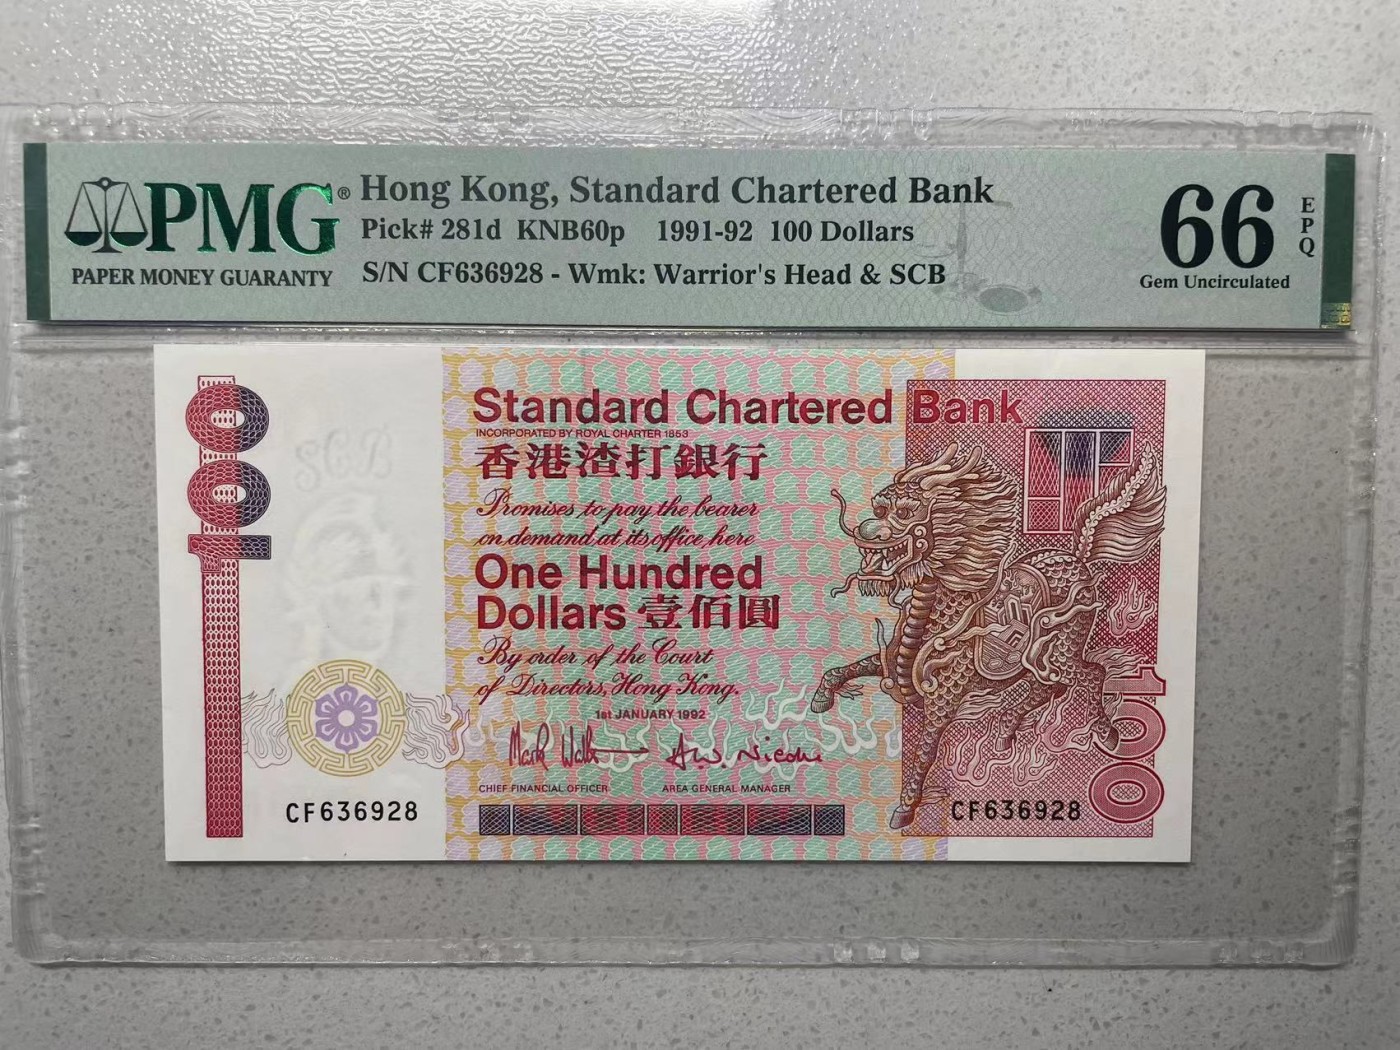 PMG®
PAPER MONEY GUARANTY
Hong Kong, Standard Chartered Bank
Pick# 281d KNB60p 1991-92 100 Dollars
S/N CF636928 - Wmk: Warrior's Head & SCB
66
EPQ
Gem Uncirculated
100
Standard Chartered Bank
INCORPORATED BY ROYAL CHARTER 1853
香港渣打銀行
Promises to pay the bearer
on demand at its office, here
One Hundred
Dollars 壹佰圓
By order of the Court
of Directors, Hong Kong.
1st JANUARY 1992
CHIEF FINANCIAL OFFICER
AREA GENERAL MANAGER
CF636928
CF636928
100